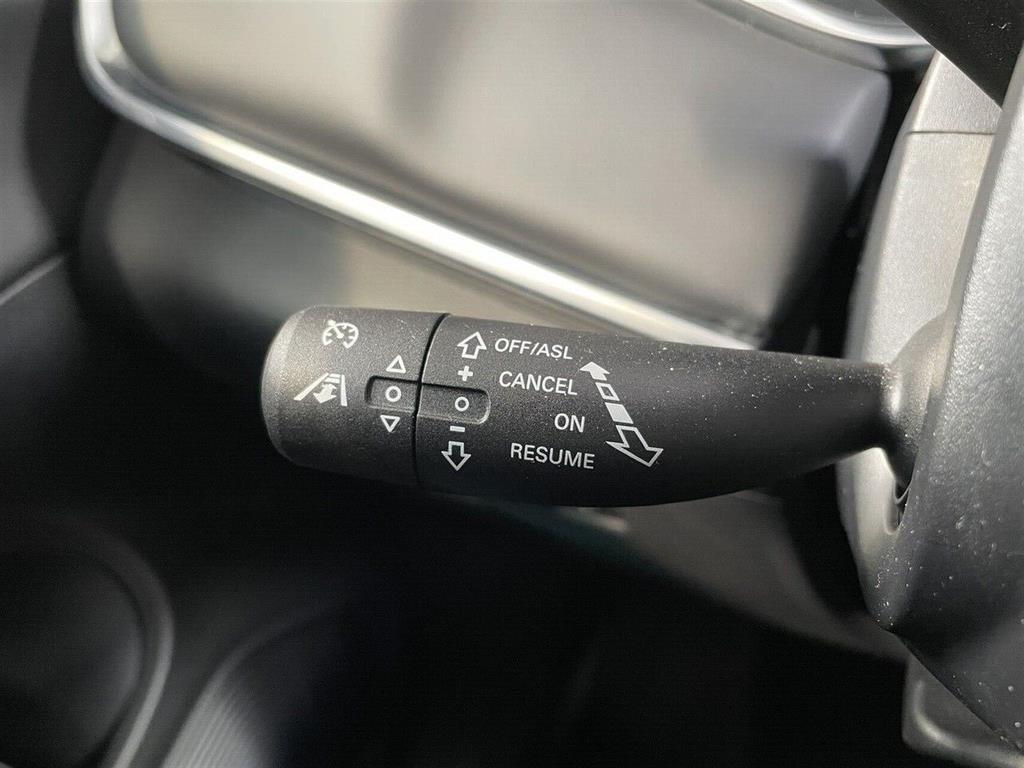 OFF/ASL
+
CANCEL
ON
−
RESUME